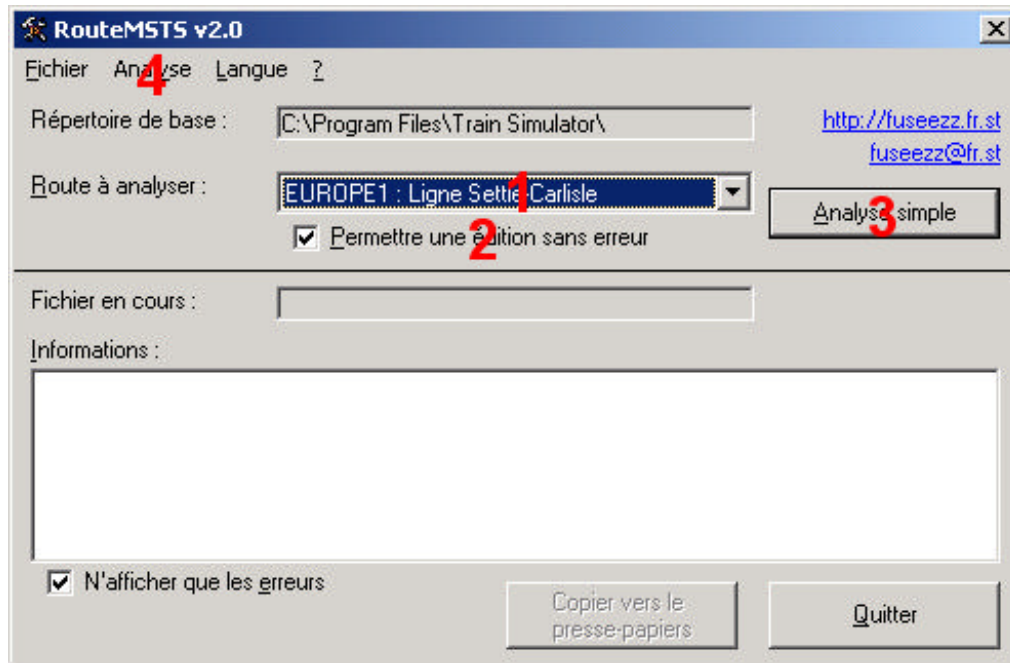 RouteMSTS v2.0
Fichier Analyse Langue ?
4
Répertoire de base :
C:\Program Files\Train Simulator\
http://fuseezz.fr.st
fuseezz@fr.st
Route à analyser :
EUROPE1 : Ligne Settle-Carlisle
1
Analyse simple
3
Permettre une édition sans erreur
2
Fichier en cours :
Informations :
N'afficher que les erreurs
Copier vers le
presse-papiers
Quitter